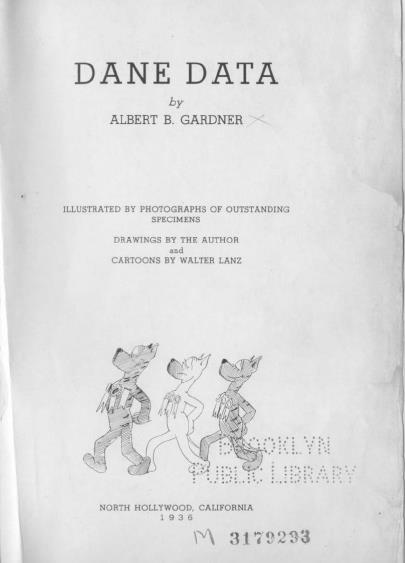 DANE DATA
by
ALBERT B. GARDNER
ILLUSTRATED BY PHOTOGRAPHS OF OUTSTANDING
SPECIMENS
DRAWINGS BY THE AUTHOR
and
CARTOONS BY WALTER LANZ
BROOKLYN
PUBLIC LIBRARY
NORTH HOLLYWOOD, CALIFORNIA
1936
M 3179293